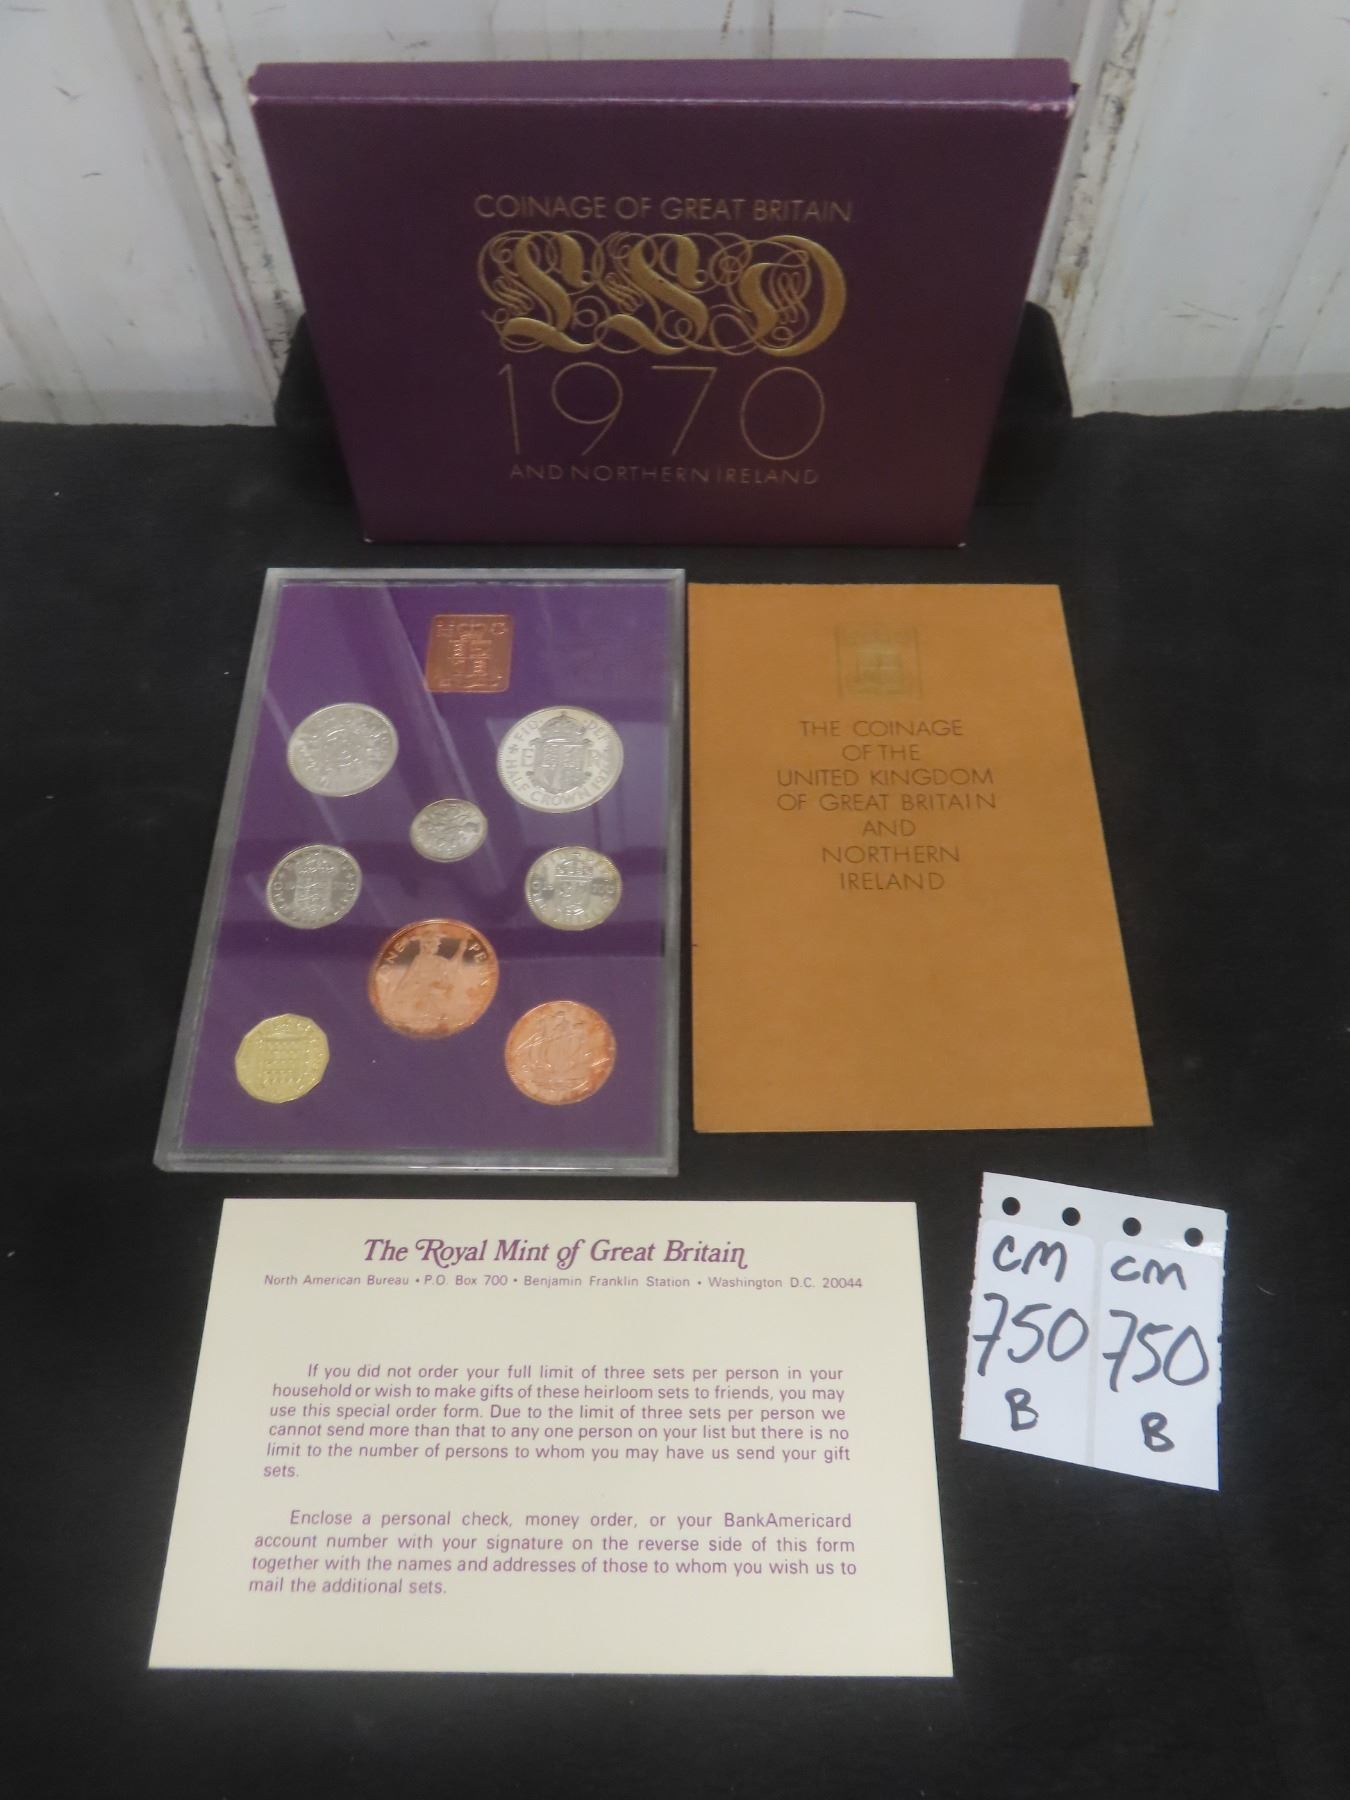 COINAGE OF GREAT BRITAIN
LSD
1970
AND NORTHERN IRELAND
HALF CROWN 1970
ONE PENNY
THE COINAGE
OF THE
UNITED KINGDOM
OF GREAT BRITAIN
AND
NORTHERN
IRELAND
The Royal Mint of Great Britain
North American Bureau • P.O. Box 700 • Benjamin Franklin Station • Washington D.C. 20044
If you did not order your full limit of three sets per person in your
household or wish to make gifts of these heirloom sets to friends, you may
use this special order form. Due to the limit of three sets per person we
cannot send more than that to any one person on your list but there is no
limit to the number of persons to whom you may have us send your gift
sets.
Enclose a personal check, money order, or your BankAmericard
account number with your signature on the reverse side of this form
together with the names and addresses of those to whom you wish us to
mail the additional sets.
CM
750
B
CM
750
B